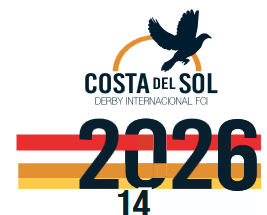 COSTA DEL SOL
DERBY INTERNACIONAL FCI
2026
14